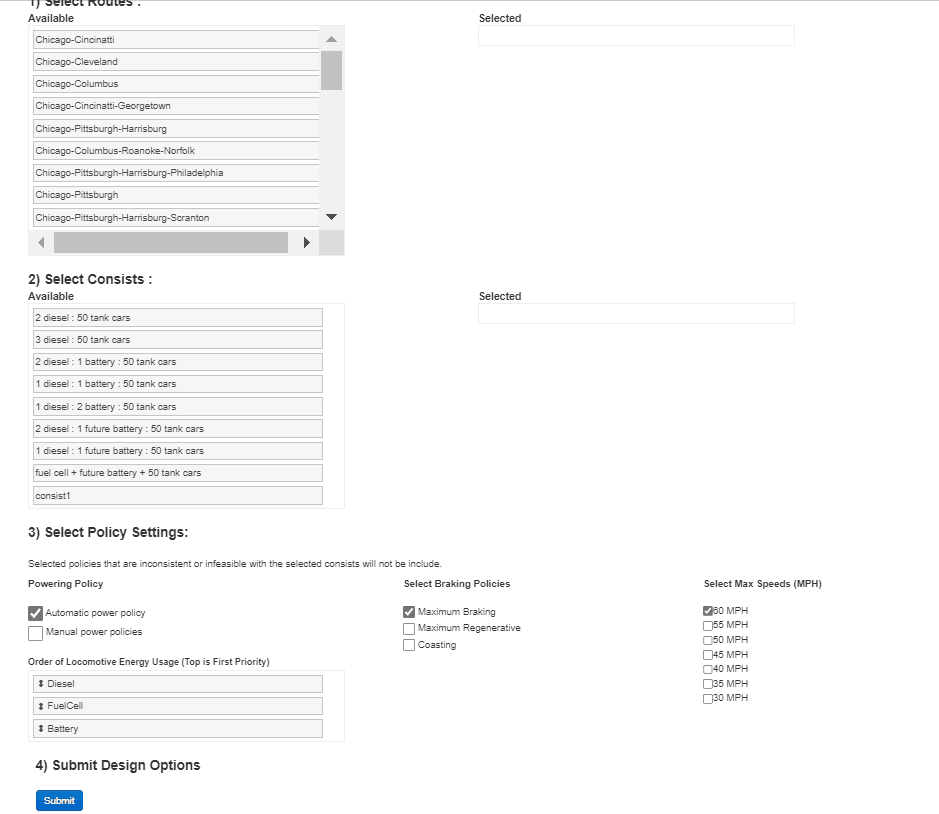 1) Select Routes :
Available
Selected
Chicago-Cincinatti
Chicago-Cleveland
Chicago-Columbus
Chicago-Cincinatti-Georgetown
Chicago-Pittsburgh-Harrisburg
Chicago-Columbus-Roanoke-Norfolk
Chicago-Pittsburgh-Harrisburg-Philadelphia
Chicago-Pittsburgh
Chicago-Pittsburgh-Harrisburg-Scranton
2) Select Consists :
Available
Selected
2 diesel : 50 tank cars
3 diesel : 50 tank cars
2 diesel : 1 battery : 50 tank cars
1 diesel : 1 battery : 50 tank cars
1 diesel : 2 battery : 50 tank cars
2 diesel : 1 future battery : 50 tank cars
1 diesel : 1 future battery : 50 tank cars
fuel cell + future battery + 50 tank cars
consist1
3) Select Policy Settings:
Selected policies that are inconsistent or infeasible with the selected consists will not be include.
Powering Policy
Automatic power policy
Manual power policies
Order of Locomotive Energy Usage (Top is First Priority)
Diesel
FuelCell
Battery
Select Braking Policies
Maximum Braking
Maximum Regenerative
Coasting
Select Max Speeds (MPH)
60 MPH
55 MPH
50 MPH
45 MPH
40 MPH
35 MPH
30 MPH
4) Submit Design Options
Submit